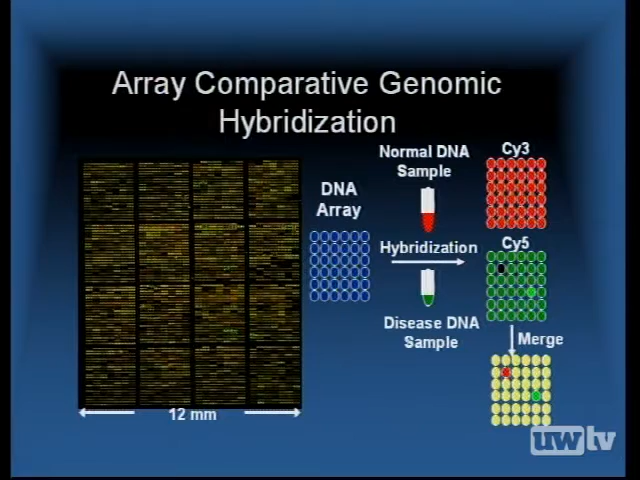 Array Comparative Genomic
Hybridization
Normal DNA
Sample
Cy3
DNA
Array
Hybridization
Cy5
Disease DNA
Sample
Merge
12 mm
uwtv